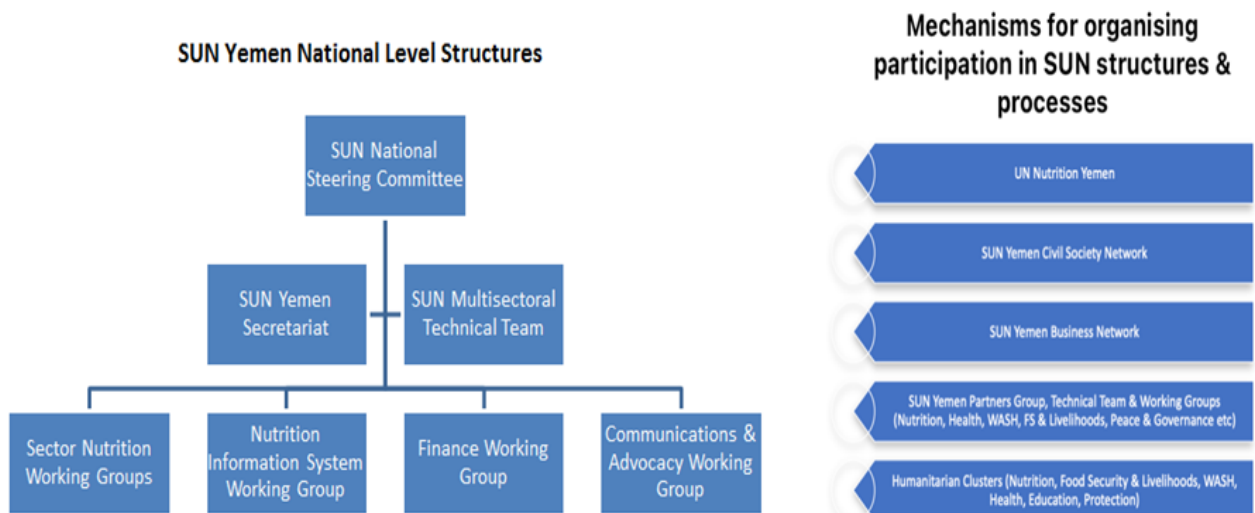 SUN Yemen National Level Structures
SUN National
Steering Committee
SUN Yemen
Secretariat
SUN Multisectoral
Technical Team
Sector Nutrition
Working Groups
Nutrition
Information System
Working Group
Finance Working
Group
Communications &
Advocacy Working
Group
Mechanisms for organising
participation in SUN structures &
processes
UN Nutrition Yemen
SUN Yemen Civil Society Network
SUN Yemen Business Network
SUN Yemen Partners Group, Technical Team & Working Groups
(Nutrition, Health, WASH, FS & Livelihoods, Peace & Governance etc)
Humanitarian Clusters (Nutrition, Food Security & Livelihoods, WASH,
Health, Education, Protection)